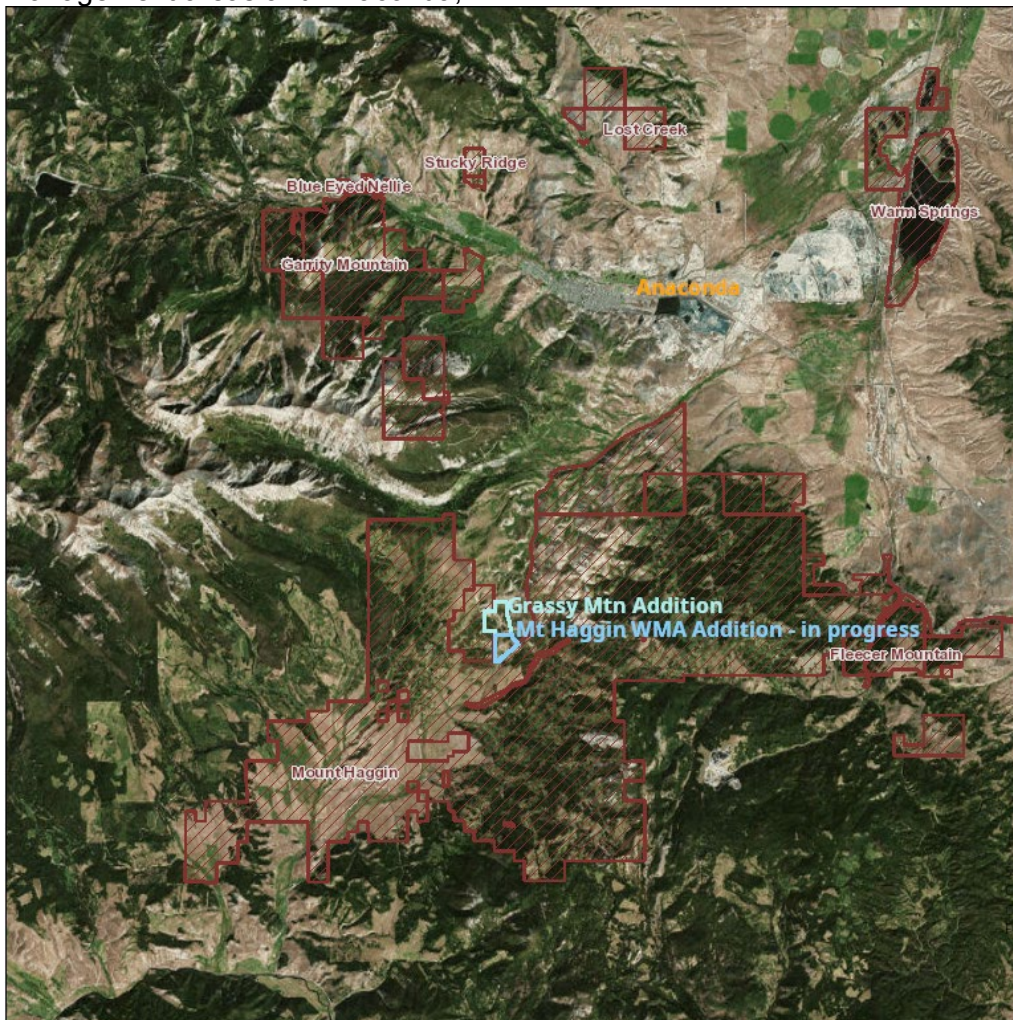 Lost Creek
Stucky Ridge
Blue Eyed Nellie
Warm Springs
Garrity Mountain
Anaconda
Grassy Mtn Addition
Mt Haggin WMA Addition - in progress
Fleecer Mountain
Mount Haggin